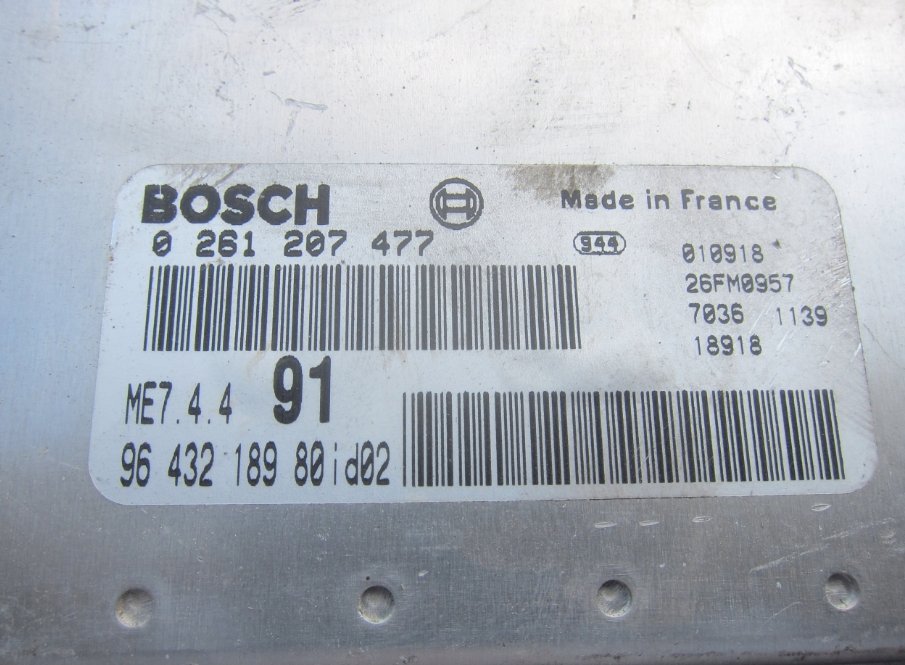 BOSCH
Made in France
0 261 207 477
944
010918
26FM0957
7036 1139
18918
ME7.4.4 91
96 432 189 80id02